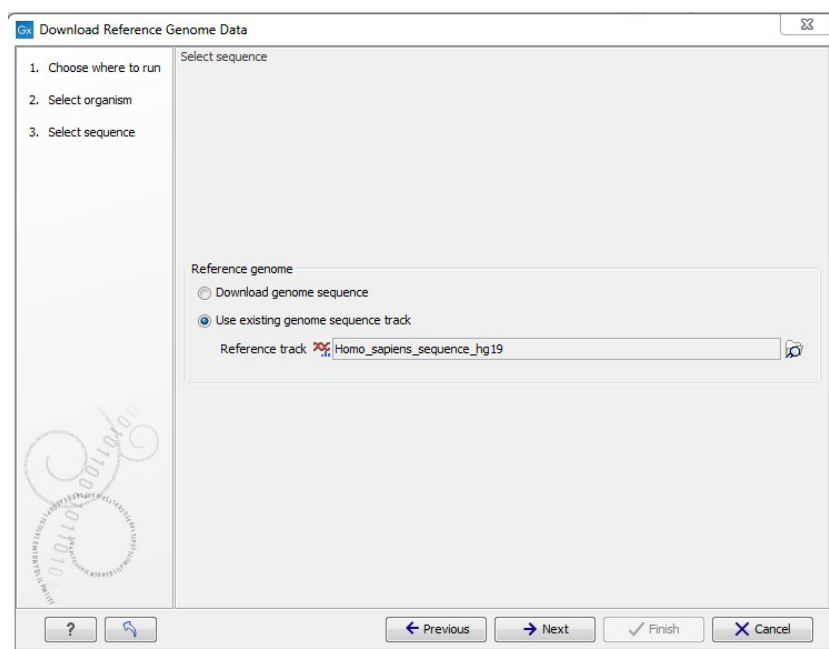 Gx Download Reference Genome Data
1. Choose where to run
2. Select organism
3. Select sequence
Select sequence
Reference genome
Download genome sequence
Use existing genome sequence track
Reference track Homo_sapiens_sequence_hg19
? Previous Next Finish Cancel